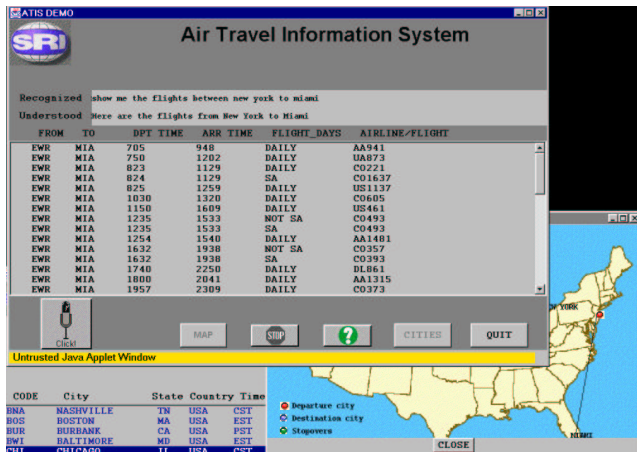 ATIS DEMO
SRI
Air Travel Information System
Recognized show me the flights between new york to miami
Understood Here are the flights from New York to Miami
FROM TO DPT TIME ARR TIME FLIGHT_DAYS AIRLINE/FLIGHT
EWR MIA 705 948 DAILY AA941
EWR MIA 750 1202 DAILY UA873
EWR MIA 823 1129 DAILY CO221
EWR MIA 824 1129 SA CO1637
EWR MIA 825 1259 DAILY US1137
EWR MIA 1030 1320 DAILY CO605
EWR MIA 1150 1609 DAILY US461
EWR MIA 1235 1533 NOT SA CO493
EWR MIA 1235 1533 SA CO493
EWR MIA 1254 1540 DAILY AA1481
EWR MIA 1632 1938 NOT SA CO357
EWR MIA 1632 1938 SA CO393
EWR MIA 1740 2250 DAILY DL861
EWR MIA 1800 2041 DAILY AA1315
EWR MIA 1957 2309 DAILY CO373
Click!
MAP
STOP
?
CITIES
QUIT
Untrusted Java Applet Window
YORK
MIAMI
Departure city
Destination city
Stopovers
CLOSE
CODE City State Country Time
BNA NASHVILLE TN USA CST
BOS BOSTON MA USA EST
BUR BURBANK CA USA PST
BWI BALTIMORE MD USA EST
CHI CHICAGO IL USA CST